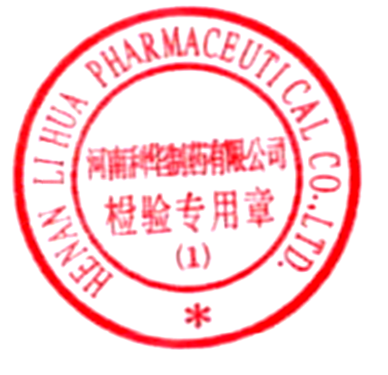 HENAN LI HUA PHARMACEUTICAL CO.,LTD.
河南利华制药有限公司
检验专用章
(1)
*